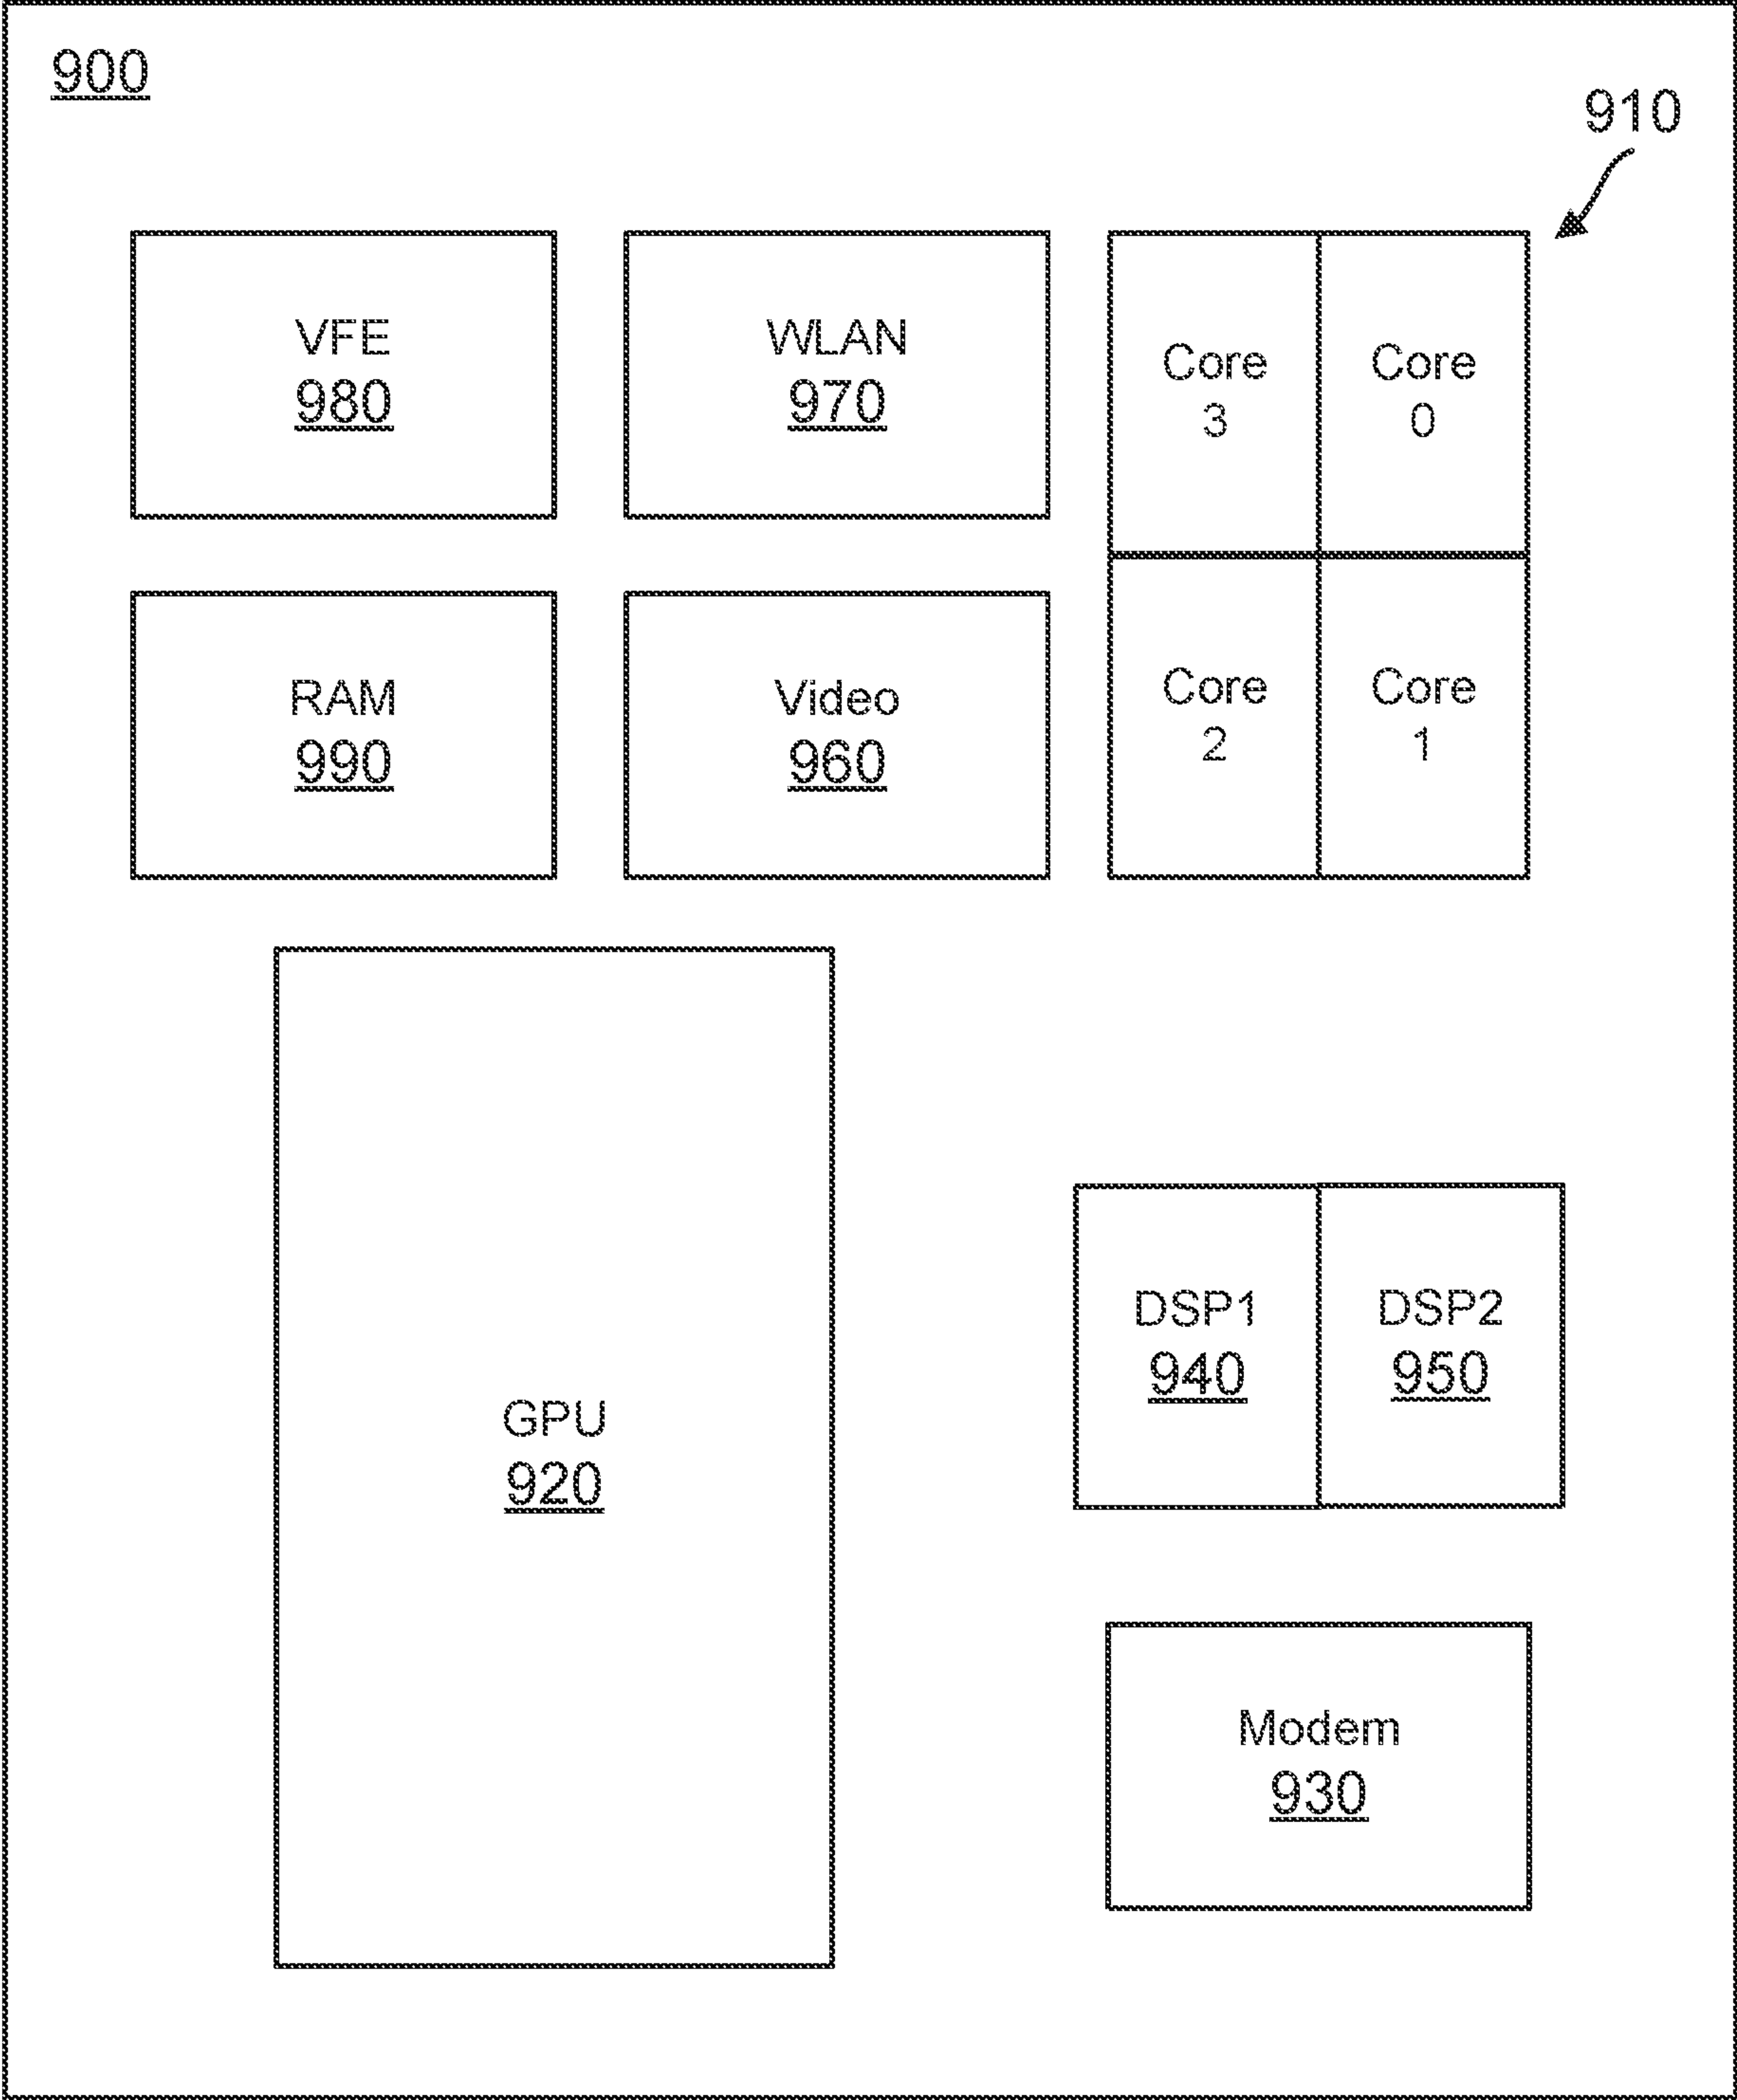 900
910
VFE
980
WLAN
970
Core
3
Core
0
RAM
990
Video
960
Core
2
Core
1
GPU
920
DSP1
940
DSP2
950
Modem
930